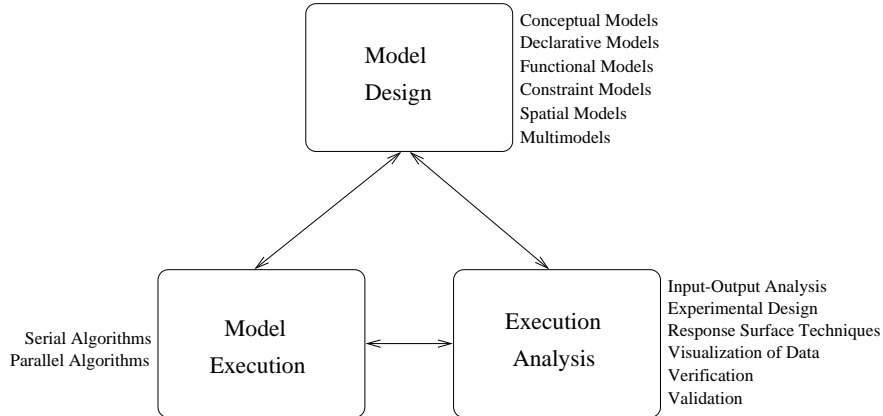 Model
Design
Conceptual Models
Declarative Models
Functional Models
Constraint Models
Spatial Models
Multimodels
Serial Algorithms
Parallel Algorithms
Model
Execution
Execution
Analysis
Input-Output Analysis
Experimental Design
Response Surface Techniques
Visualization of Data
Verification
Validation